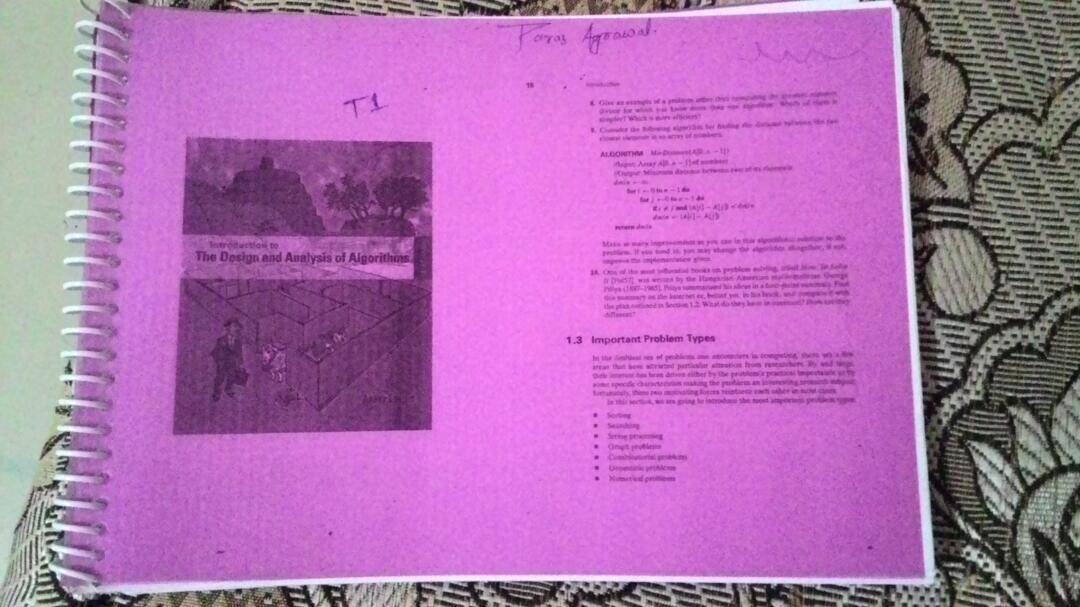 Paras Agrawal.
T1
Introduction to
The Design and Analysis of Algorithms
18 Introduction
8. Give an example of a problem other than computing the greatest common
divisor for which you know more than one algorithm. Which of them is
simpler? Which is more efficient?
9. Consider the following algorithm for finding the distance between the two
closest elements in an array of numbers.
ALGORITHM MinDistance(A[0..n − 1])
//Input: Array A[0..n − 1] of numbers
//Output: Minimum distance between two of its elements
dmin ← ∞
for i ← 0 to n − 1 do
for j ← 0 to n − 1 do
if i ≠ j and |A[i] − A[j]| < dmin
dmin ← |A[i] − A[j]|
return dmin
Make as many improvements as you can in this algorithmic solution to the
problem. If you need to, you may change the algorithm altogether; if not,
improve the implementation given.
10. One of the most influential books on problem solving, titled How To Solve
It [Pol57], was written by the Hungarian-American mathematician George
Pólya (1887–1985). Pólya summarized his ideas in a four-point summary. Find
this summary on the Internet or, better yet, in his book, and compare it with
the plan outlined in Section 1.2. What do they have in common? How are they
different?
1.3 Important Problem Types
In the limitless sea of problems one encounters in computing, there are a few
areas that have attracted particular attention from researchers. By and large,
their interest has been driven either by the problem's practical importance or by
some specific characteristics making the problem an interesting research subject;
fortunately, these two motivating forces reinforce each other in most cases.
In this section, we are going to introduce the most important problem types:
▪ Sorting
▪ Searching
▪ String processing
▪ Graph problems
▪ Combinatorial problems
▪ Geometric problems
▪ Numerical problems